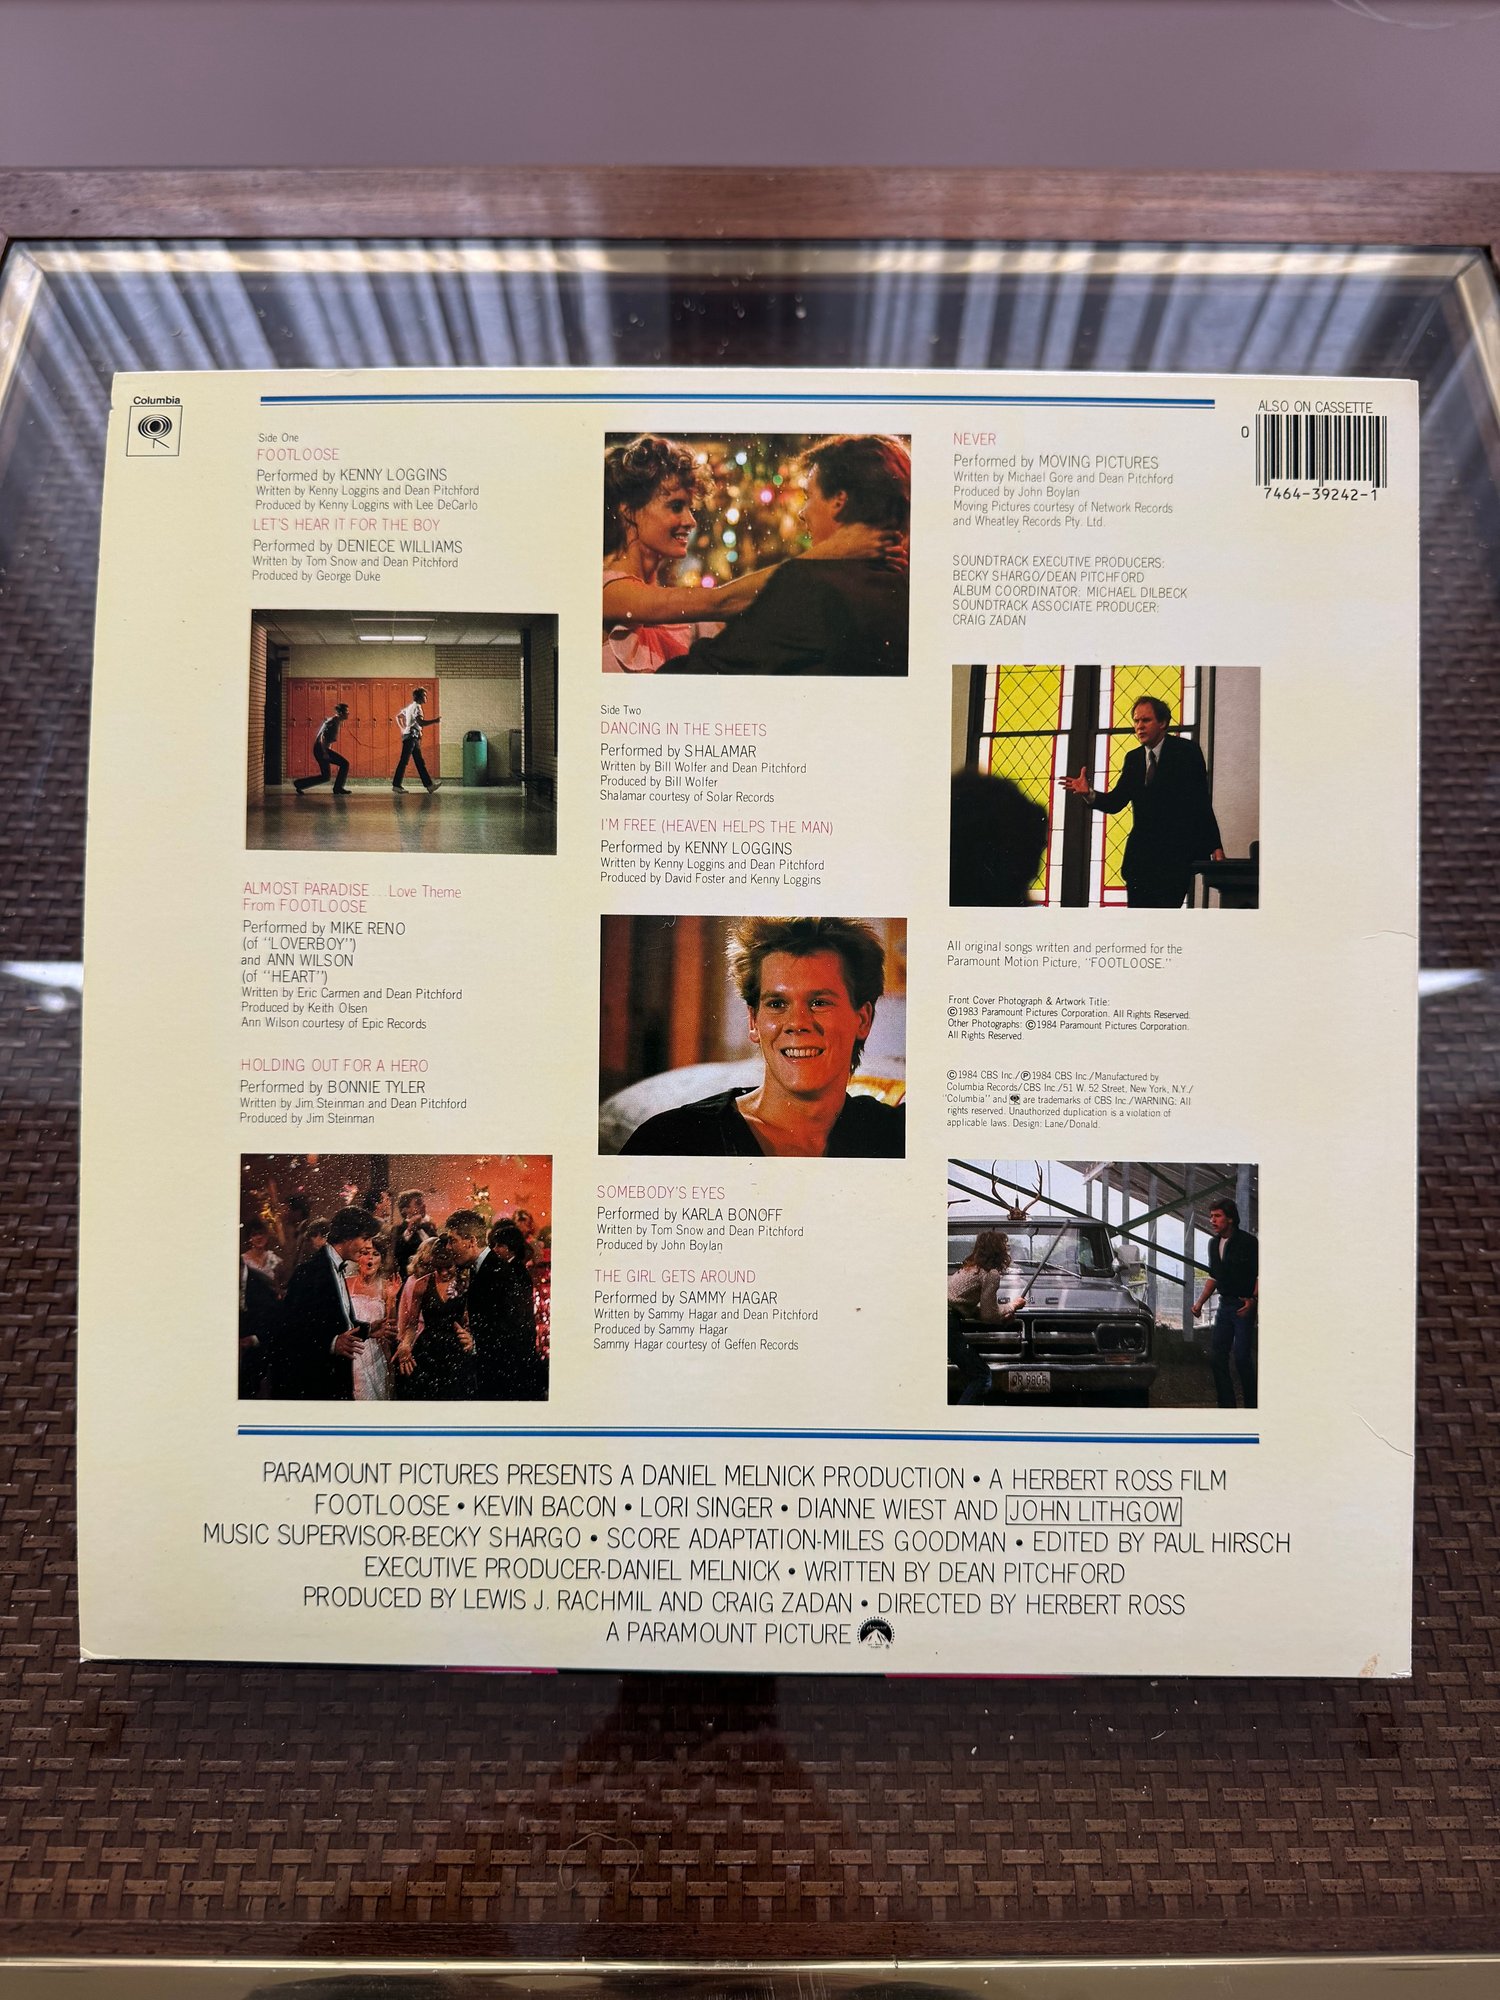 Columbia
Side One
FOOTLOOSE
Performed by KENNY LOGGINS
Written by Kenny Loggins and Dean Pitchford
Produced by Kenny Loggins with Lee DeCarlo
LET'S HEAR IT FOR THE BOY
Performed by DENIECE WILLIAMS
Written by Tom Snow and Dean Pitchford
Produced by George Duke
ALMOST PARADISE...Love Theme
From FOOTLOOSE
Performed by MIKE RENO
(of "LOVERBOY")
and ANN WILSON
(of "HEART")
Written by Eric Carmen and Dean Pitchford
Produced by Keith Olsen
Ann Wilson courtesy of Epic Records
HOLDING OUT FOR A HERO
Performed by BONNIE TYLER
Written by Jim Steinman and Dean Pitchford
Produced by Jim Steinman
Side Two
DANCING IN THE SHEETS
Performed by SHALAMAR
Written by Bill Wolfer and Dean Pitchford
Produced by Bill Wolfer
Shalamar courtesy of Solar Records
I'M FREE (HEAVEN HELPS THE MAN)
Performed by KENNY LOGGINS
Written by Kenny Loggins and Dean Pitchford
Produced by David Foster and Kenny Loggins
SOMEBODY'S EYES
Performed by KARLA BONOFF
Written by Tom Snow and Dean Pitchford
Produced by John Boylan
THE GIRL GETS AROUND
Performed by SAMMY HAGAR
Written by Sammy Hagar and Dean Pitchford
Produced by Sammy Hagar
Sammy Hagar courtesy of Geffen Records
NEVER
Performed by MOVING PICTURES
Written by Michael Gore and Dean Pitchford
Produced by John Boylan
Moving Pictures courtesy of Network Records
and Wheatley Records Pty. Ltd.
SOUNDTRACK EXECUTIVE PRODUCERS:
BECKY SHARGO/DEAN PITCHFORD
ALBUM COORDINATOR: MICHAEL DILBECK
SOUNDTRACK ASSOCIATE PRODUCER:
CRAIG ZADAN
All original songs written and performed for the
Paramount Motion Picture, "FOOTLOOSE."
Front Cover Photograph & Artwork Title:
©1983 Paramount Pictures Corporation. All Rights Reserved.
Other Photographs: ©1984 Paramount Pictures Corporation.
All Rights Reserved.
©1984 CBS Inc./℗1984 CBS Inc./Manufactured by
Columbia Records/CBS Inc./51 W. 52 Street, New York, N.Y./
"Columbia" and are trademarks of CBS Inc./WARNING: All
rights reserved. Unauthorized duplication is a violation of
applicable laws. Design: Lane/Donald.
ALSO ON CASSETTE
0
7464-39242-1
PARAMOUNT PICTURES PRESENTS A DANIEL MELNICK PRODUCTION • A HERBERT ROSS FILM
FOOTLOOSE • KEVIN BACON • LORI SINGER • DIANNE WIEST AND JOHN LITHGOW
MUSIC SUPERVISOR-BECKY SHARGO • SCORE ADAPTATION-MILES GOODMAN • EDITED BY PAUL HIRSCH
EXECUTIVE PRODUCER-DANIEL MELNICK • WRITTEN BY DEAN PITCHFORD
PRODUCED BY LEWIS J. RACHMIL AND CRAIG ZADAN • DIRECTED BY HERBERT ROSS
A PARAMOUNT PICTURE